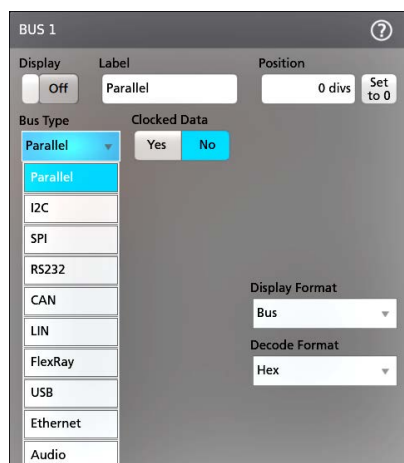 BUS 1
?
Display Label Position
Off Parallel 0 divs Set to 0
Bus Type Clocked Data
Parallel Yes No
Parallel
I2C
SPI
RS232
CAN
LIN
FlexRay
USB
Ethernet
Audio
Display Format
Bus
Decode Format
Hex